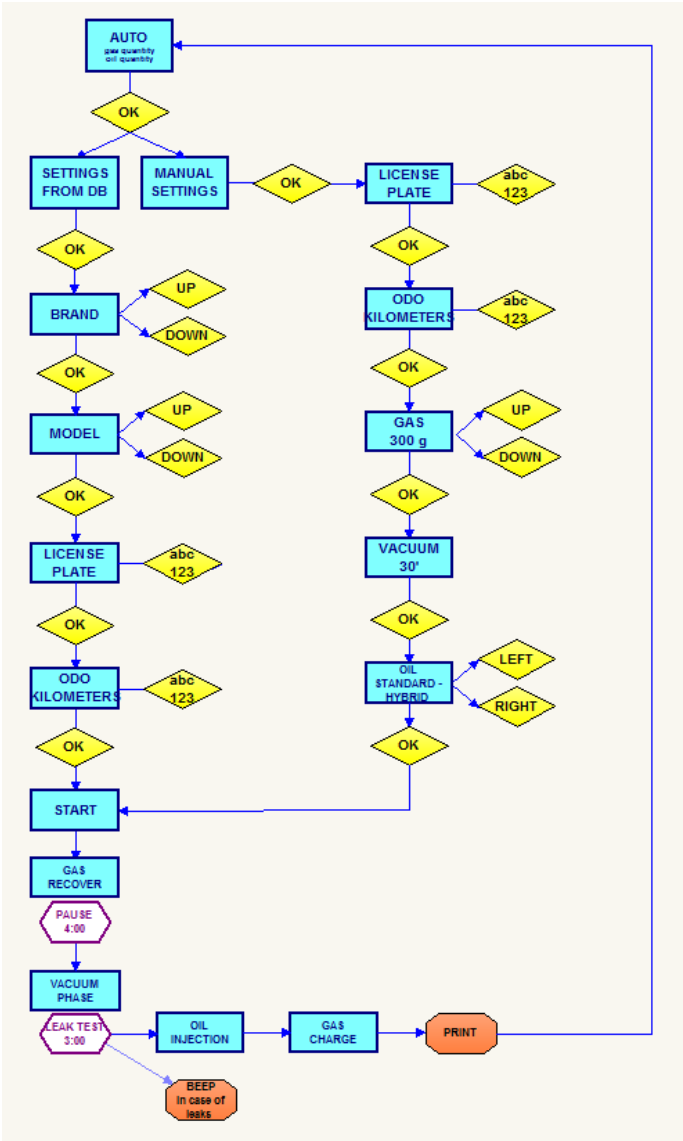 AUTO
gas quantity
oil quantity
OK
SETTINGS
FROM DB
MANUAL
SETTINGS
OK
LICENSE
PLATE
abc
123
OK
BRAND
UP
DOWN
OK
MODEL
UP
DOWN
OK
LICENSE
PLATE
abc
123
OK
ODO
KILOMETERS
abc
123
OK
OK
ODO
KILOMETERS
abc
123
OK
GAS
300 g
UP
DOWN
OK
VACUUM
30'
OK
OIL
STANDARD -
HYBRID
LEFT
RIGHT
OK
START
GAS
RECOVER
PAUSE
4:00
VACUUM
PHASE
LEAK TEST
3:00
OIL
INJECTION
GAS
CHARGE
PRINT
BEEP
in case of
leaks